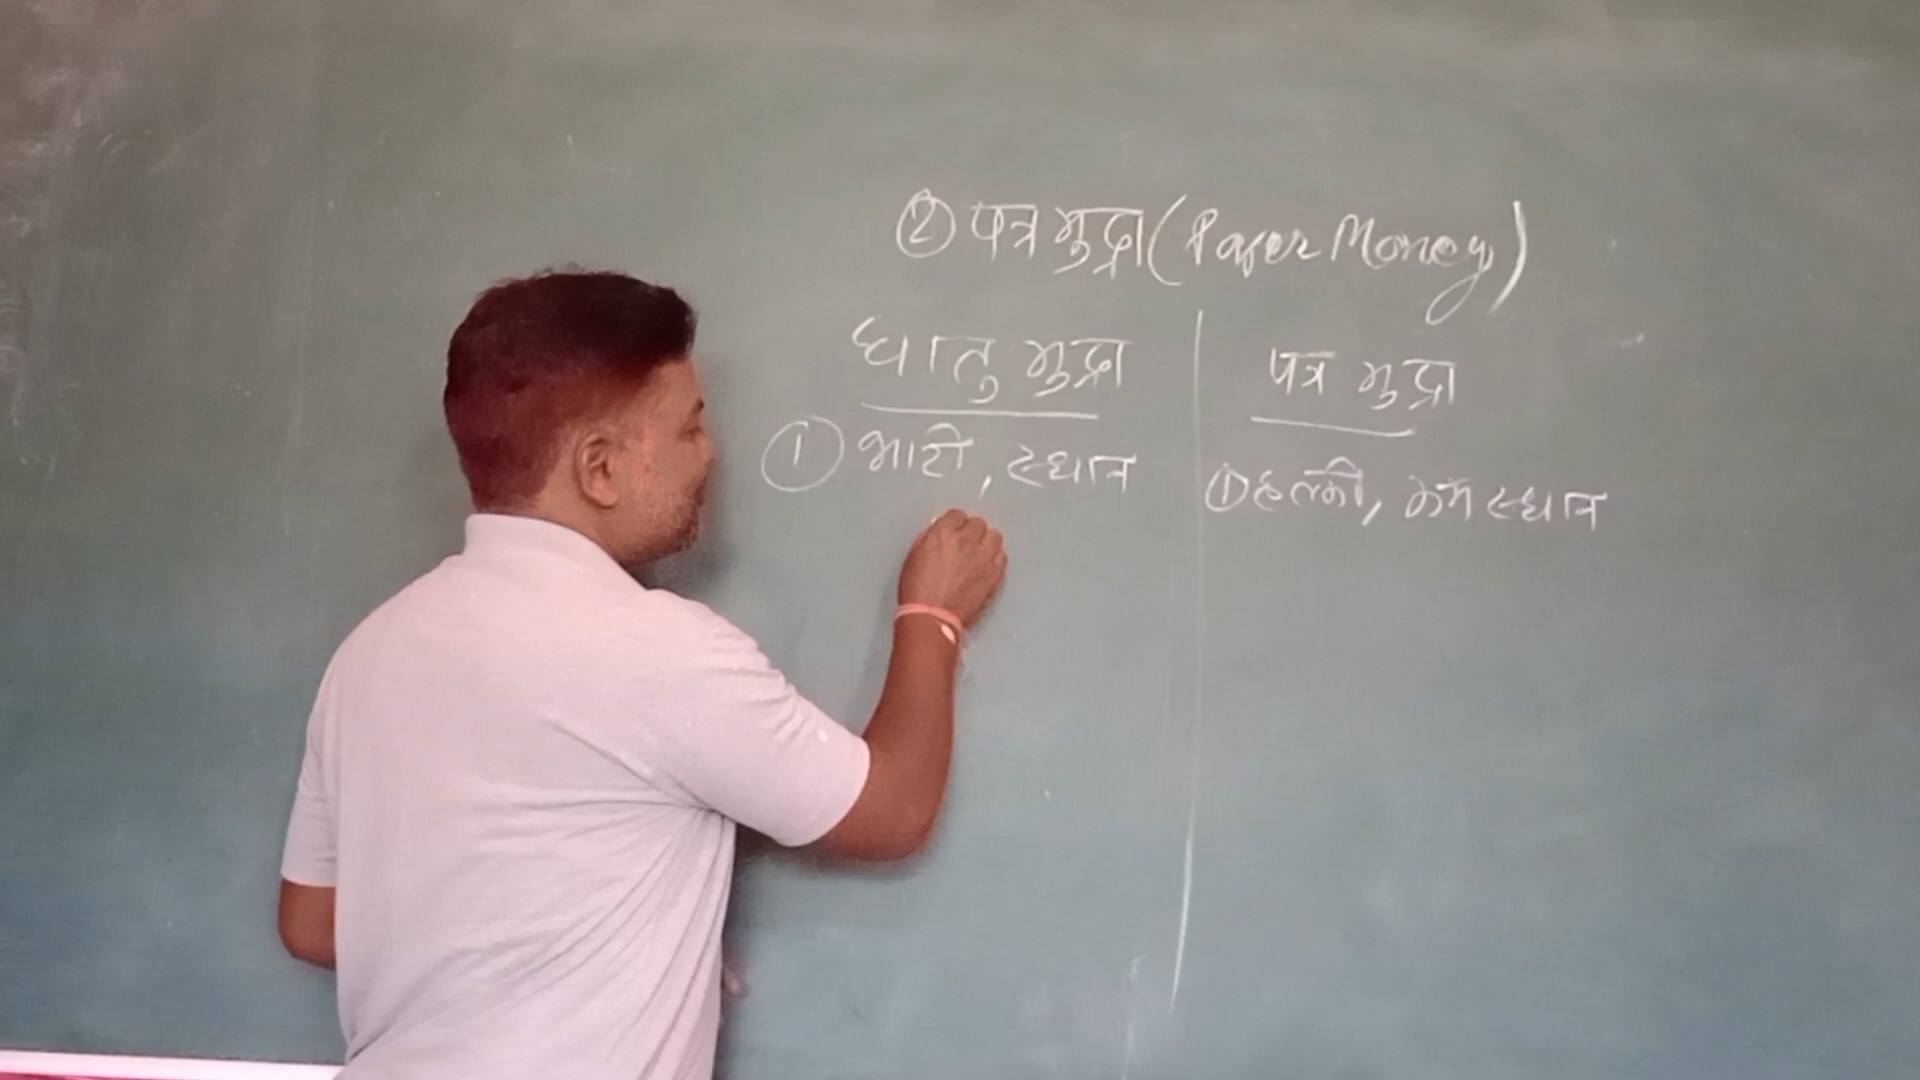 ② पत्र मुद्रा (Paper Money)
धातु मुद्रा
① भारी, स्थान
पत्र मुद्रा
① हल्की, कम स्थान